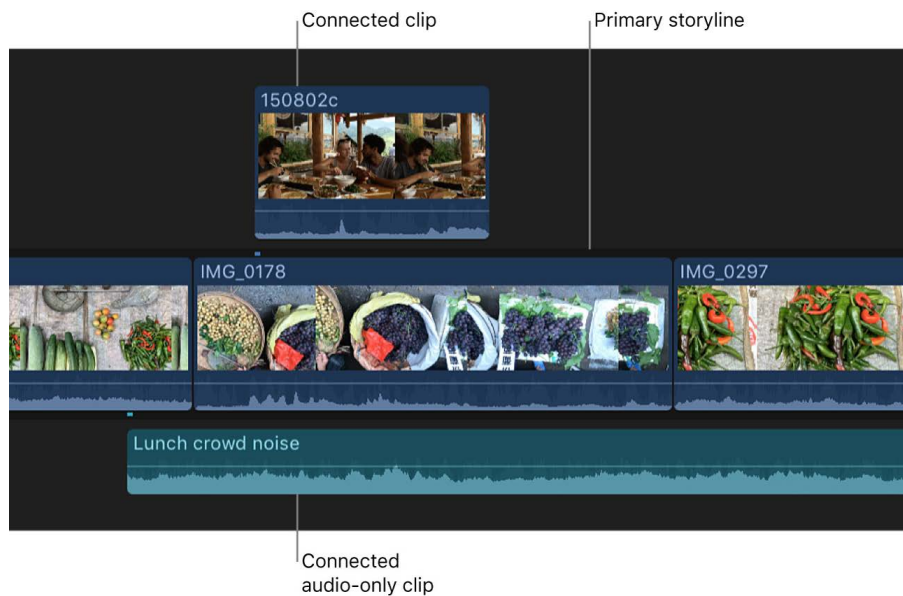 Connected clip
Primary storyline
150802c
IMG_0178
IMG_0297
Lunch crowd noise
Connected
audio-only clip